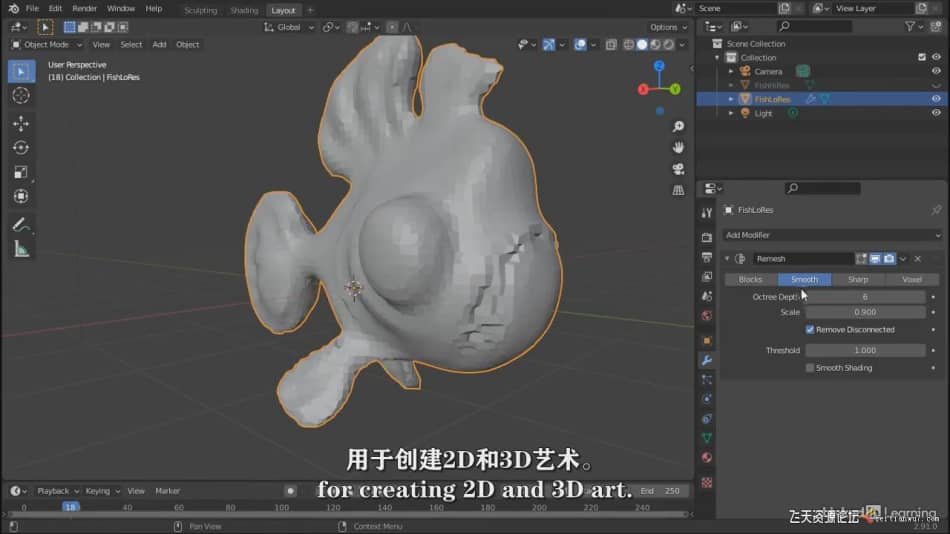 File Edit Render Window Help Sculpting Shading Layout + Scene View Layer
Global Options
Object Mode View Select Add Object
User Perspective
(18) Collection | FishLoRes
Z
X
Y
Scene Collection
Collection
Camera
FishHiRes
FishLoRes
Light
FishLoRes
Add Modifier
Remesh
Blocks Smooth Sharp Voxel
Octree Depth 6
Scale 0.900
Remove Disconnected
Threshold 1.000
Smooth Shading
用于创建2D和3D艺术。
for creating 2D and 3D art.
Playback Keying View Marker End 250
0 18 40 60 80 100 120 140 160 180 200 220 240
Pan View Context Menu
飞天资源论坛 Learning
feitianwu7.com
2.91.0